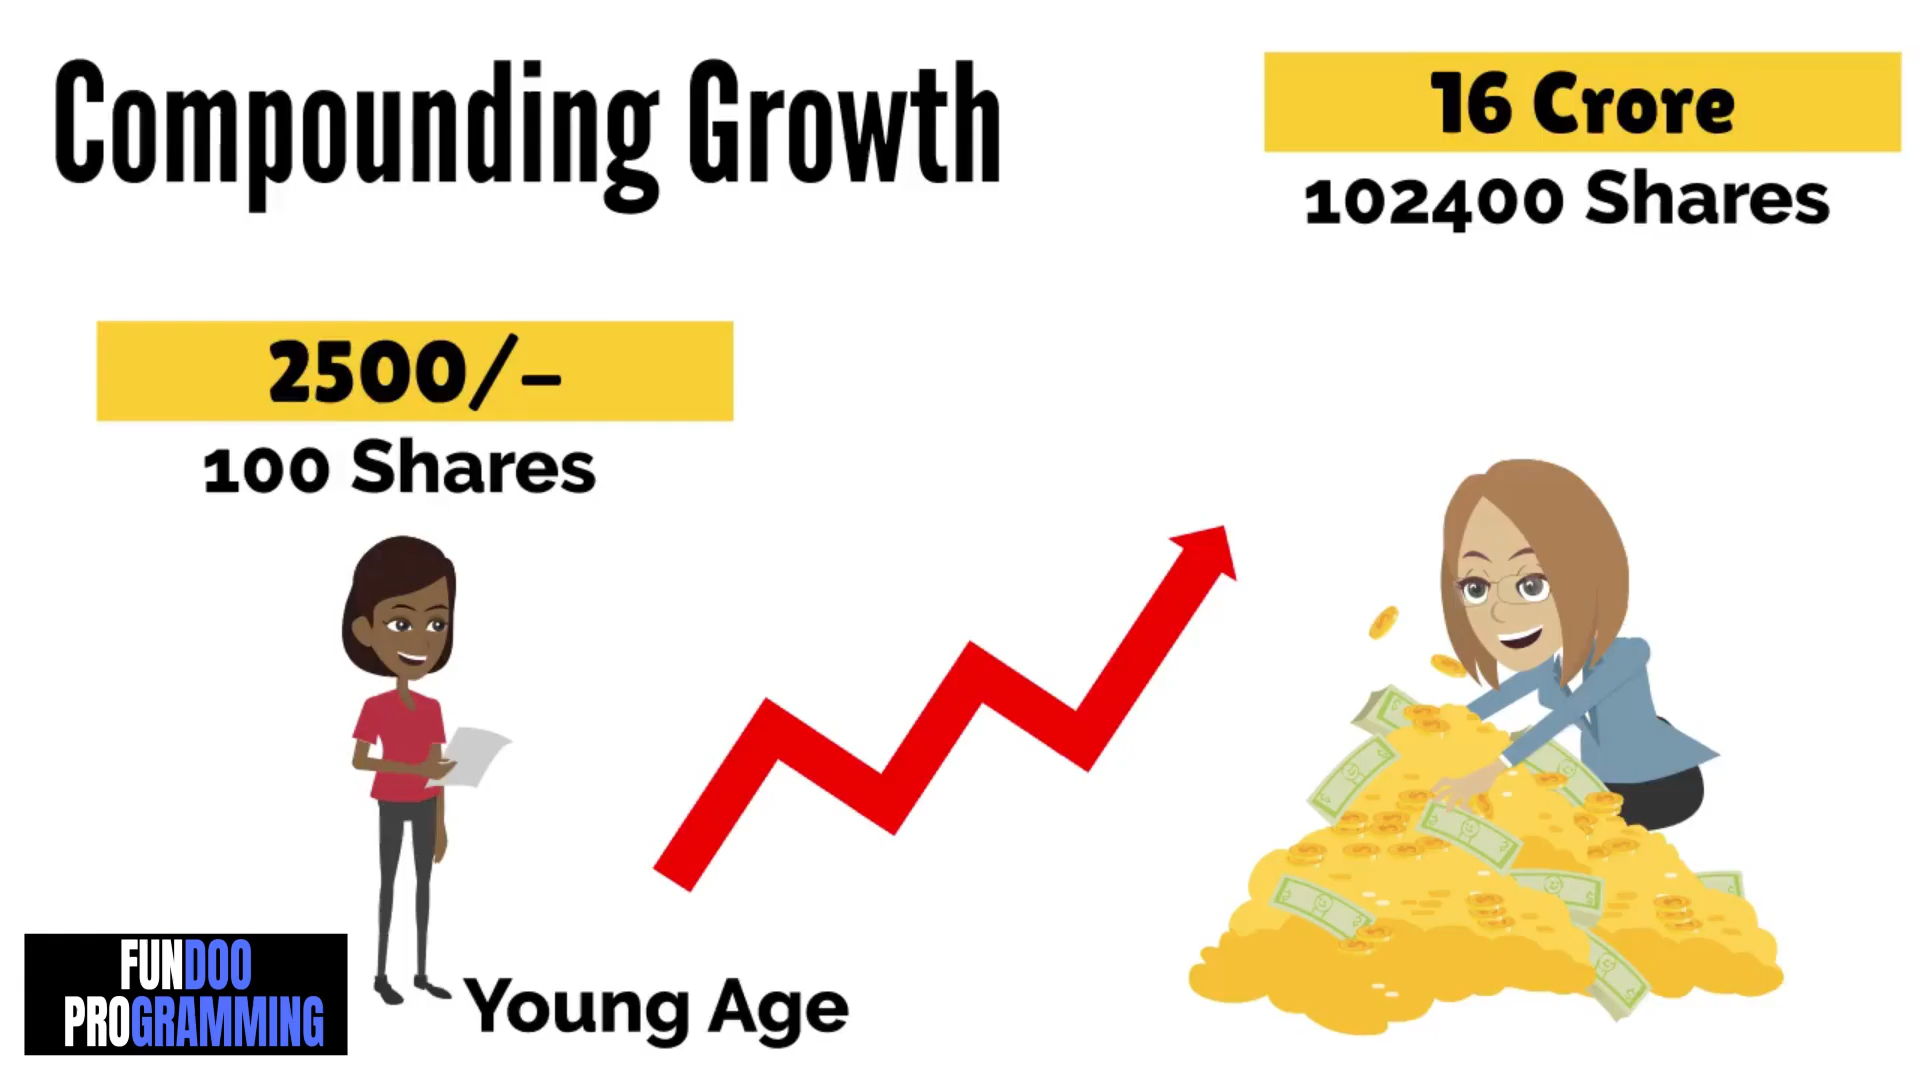 Compounding Growth
16 Crore
102400 Shares
2500/-
100 Shares
Young Age
FUNDOO
PROGRAMMING